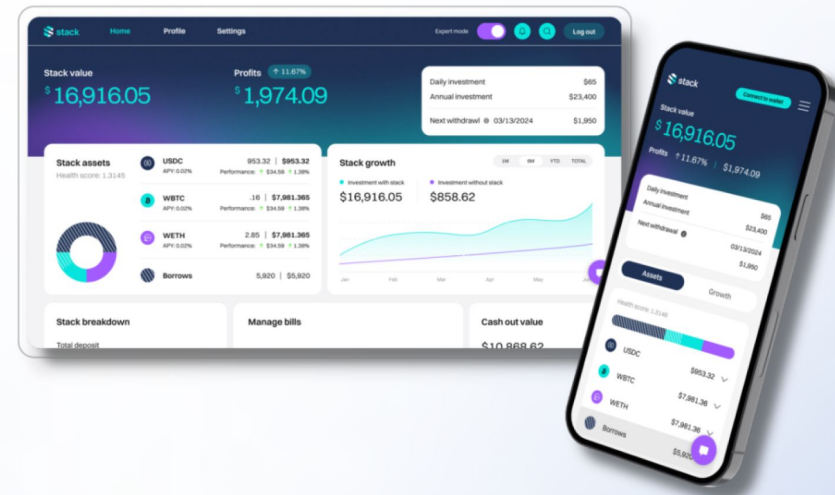 stack
Home
Profile
Settings
Expert mode
Log out
Stack value
$16,916.05
Profits
↑ 11.67%
$1,974.09
Daily investment $65
Annual investment $23,400
Next withdrawl 03/13/2024 $1,950
Stack assets
Health score: 1.3145
USDC 953.32 | $953.32
APY: 0.02% Performance: ↑ $34.59 ↑ 1.38%
WBTC .16 | $7,981.365
APY: 0.02% Performance: ↑ $34.59 ↑ 1.38%
WETH 2.85 | $7,981.365
APY: 0.02% Performance: ↑ $34.59 ↑ 1.38%
Borrows 5,920 | $5,920
Stack growth
YTD TOTAL
Investment with stack
$16,916.05
Investment without stack
$858.62
Jan Feb Mar Apr May
Stack breakdown
Total deposit
Manage bills
Cash out value
$10,868.62
stack
Connect to wallet
Stack value
$16,916.05
Profits ↑ 11.67% | $1,974.09
Daily investment $65
Annual investment $23,400
Next withdrawal 03/13/2024
$1,950
Assets
Growth
Health score: 1.3145
USDC $953.32
WBTC $7,981.36
WETH $7,981.36
Borrows